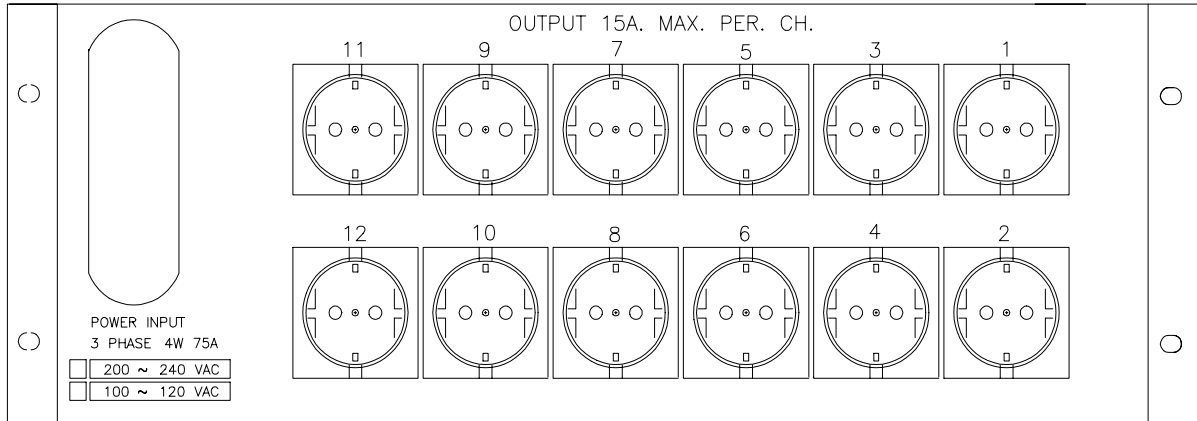 OUTPUT 15A. MAX. PER. CH.
11 9 7 5 3 1
12 10 8 6 4 2
POWER INPUT
3 PHASE 4W 75A
200 ~ 240 VAC
100 ~ 120 VAC